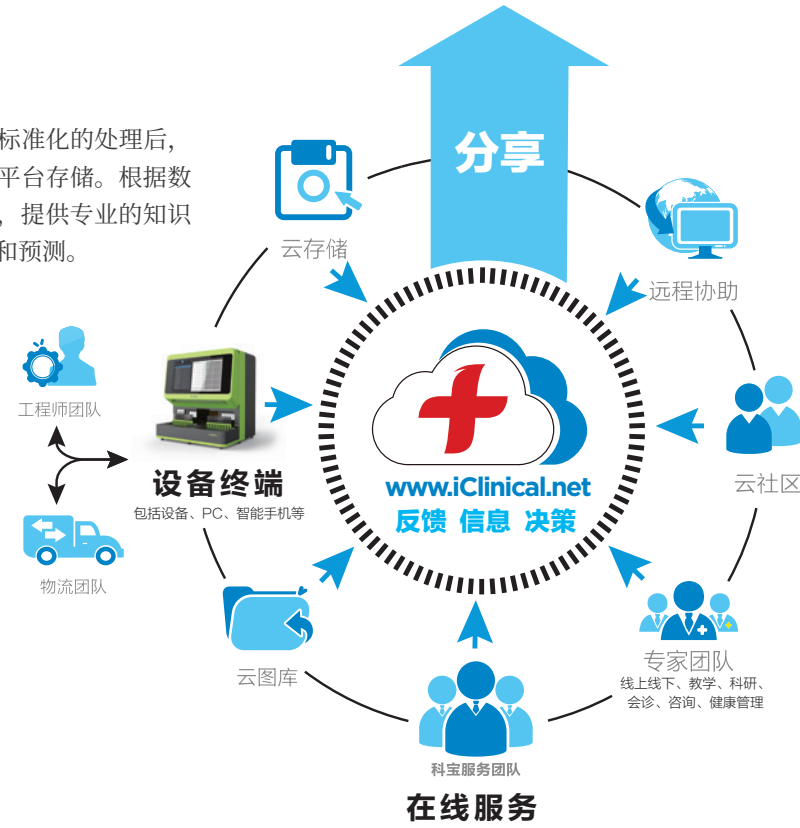 标准化的处理后,
平台存储。根据数
,提供专业的知识
和预测。
分享
云存储
远程协助
工程师团队
设备终端
包括设备、PC、智能手机等
www.iClinical.net
反馈 信息 决策
云社区
物流团队
云图库
专家团队
线上线下、教学、科研、
会诊、咨询、健康管理
科宝服务团队
在线服务